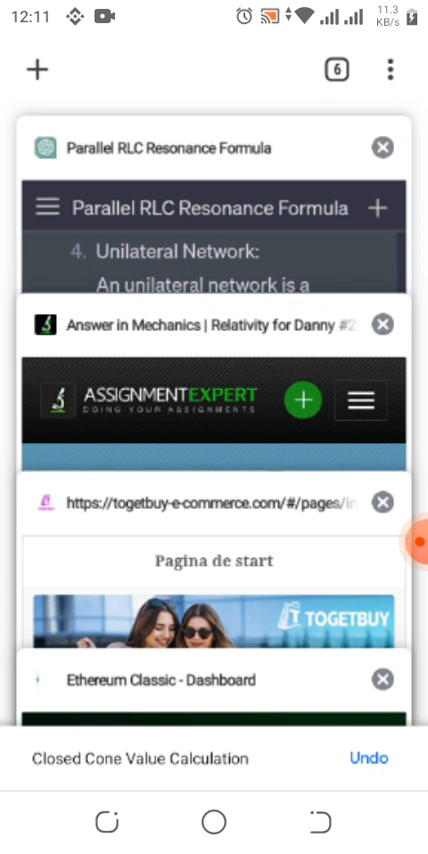 12:11
11.3
KB/s
6
Parallel RLC Resonance Formula
Parallel RLC Resonance Formula
4. Unilateral Network:
An unilateral network is a
Answer in Mechanics | Relativity for Danny #2
ASSIGNMENTEXPERT
DOING YOUR ASSIGNMENTS
https://togetbuy-e-commerce.com/#/pages/in
Pagina de start
TOGETBUY
Ethereum Classic - Dashboard
Closed Cone Value Calculation
Undo